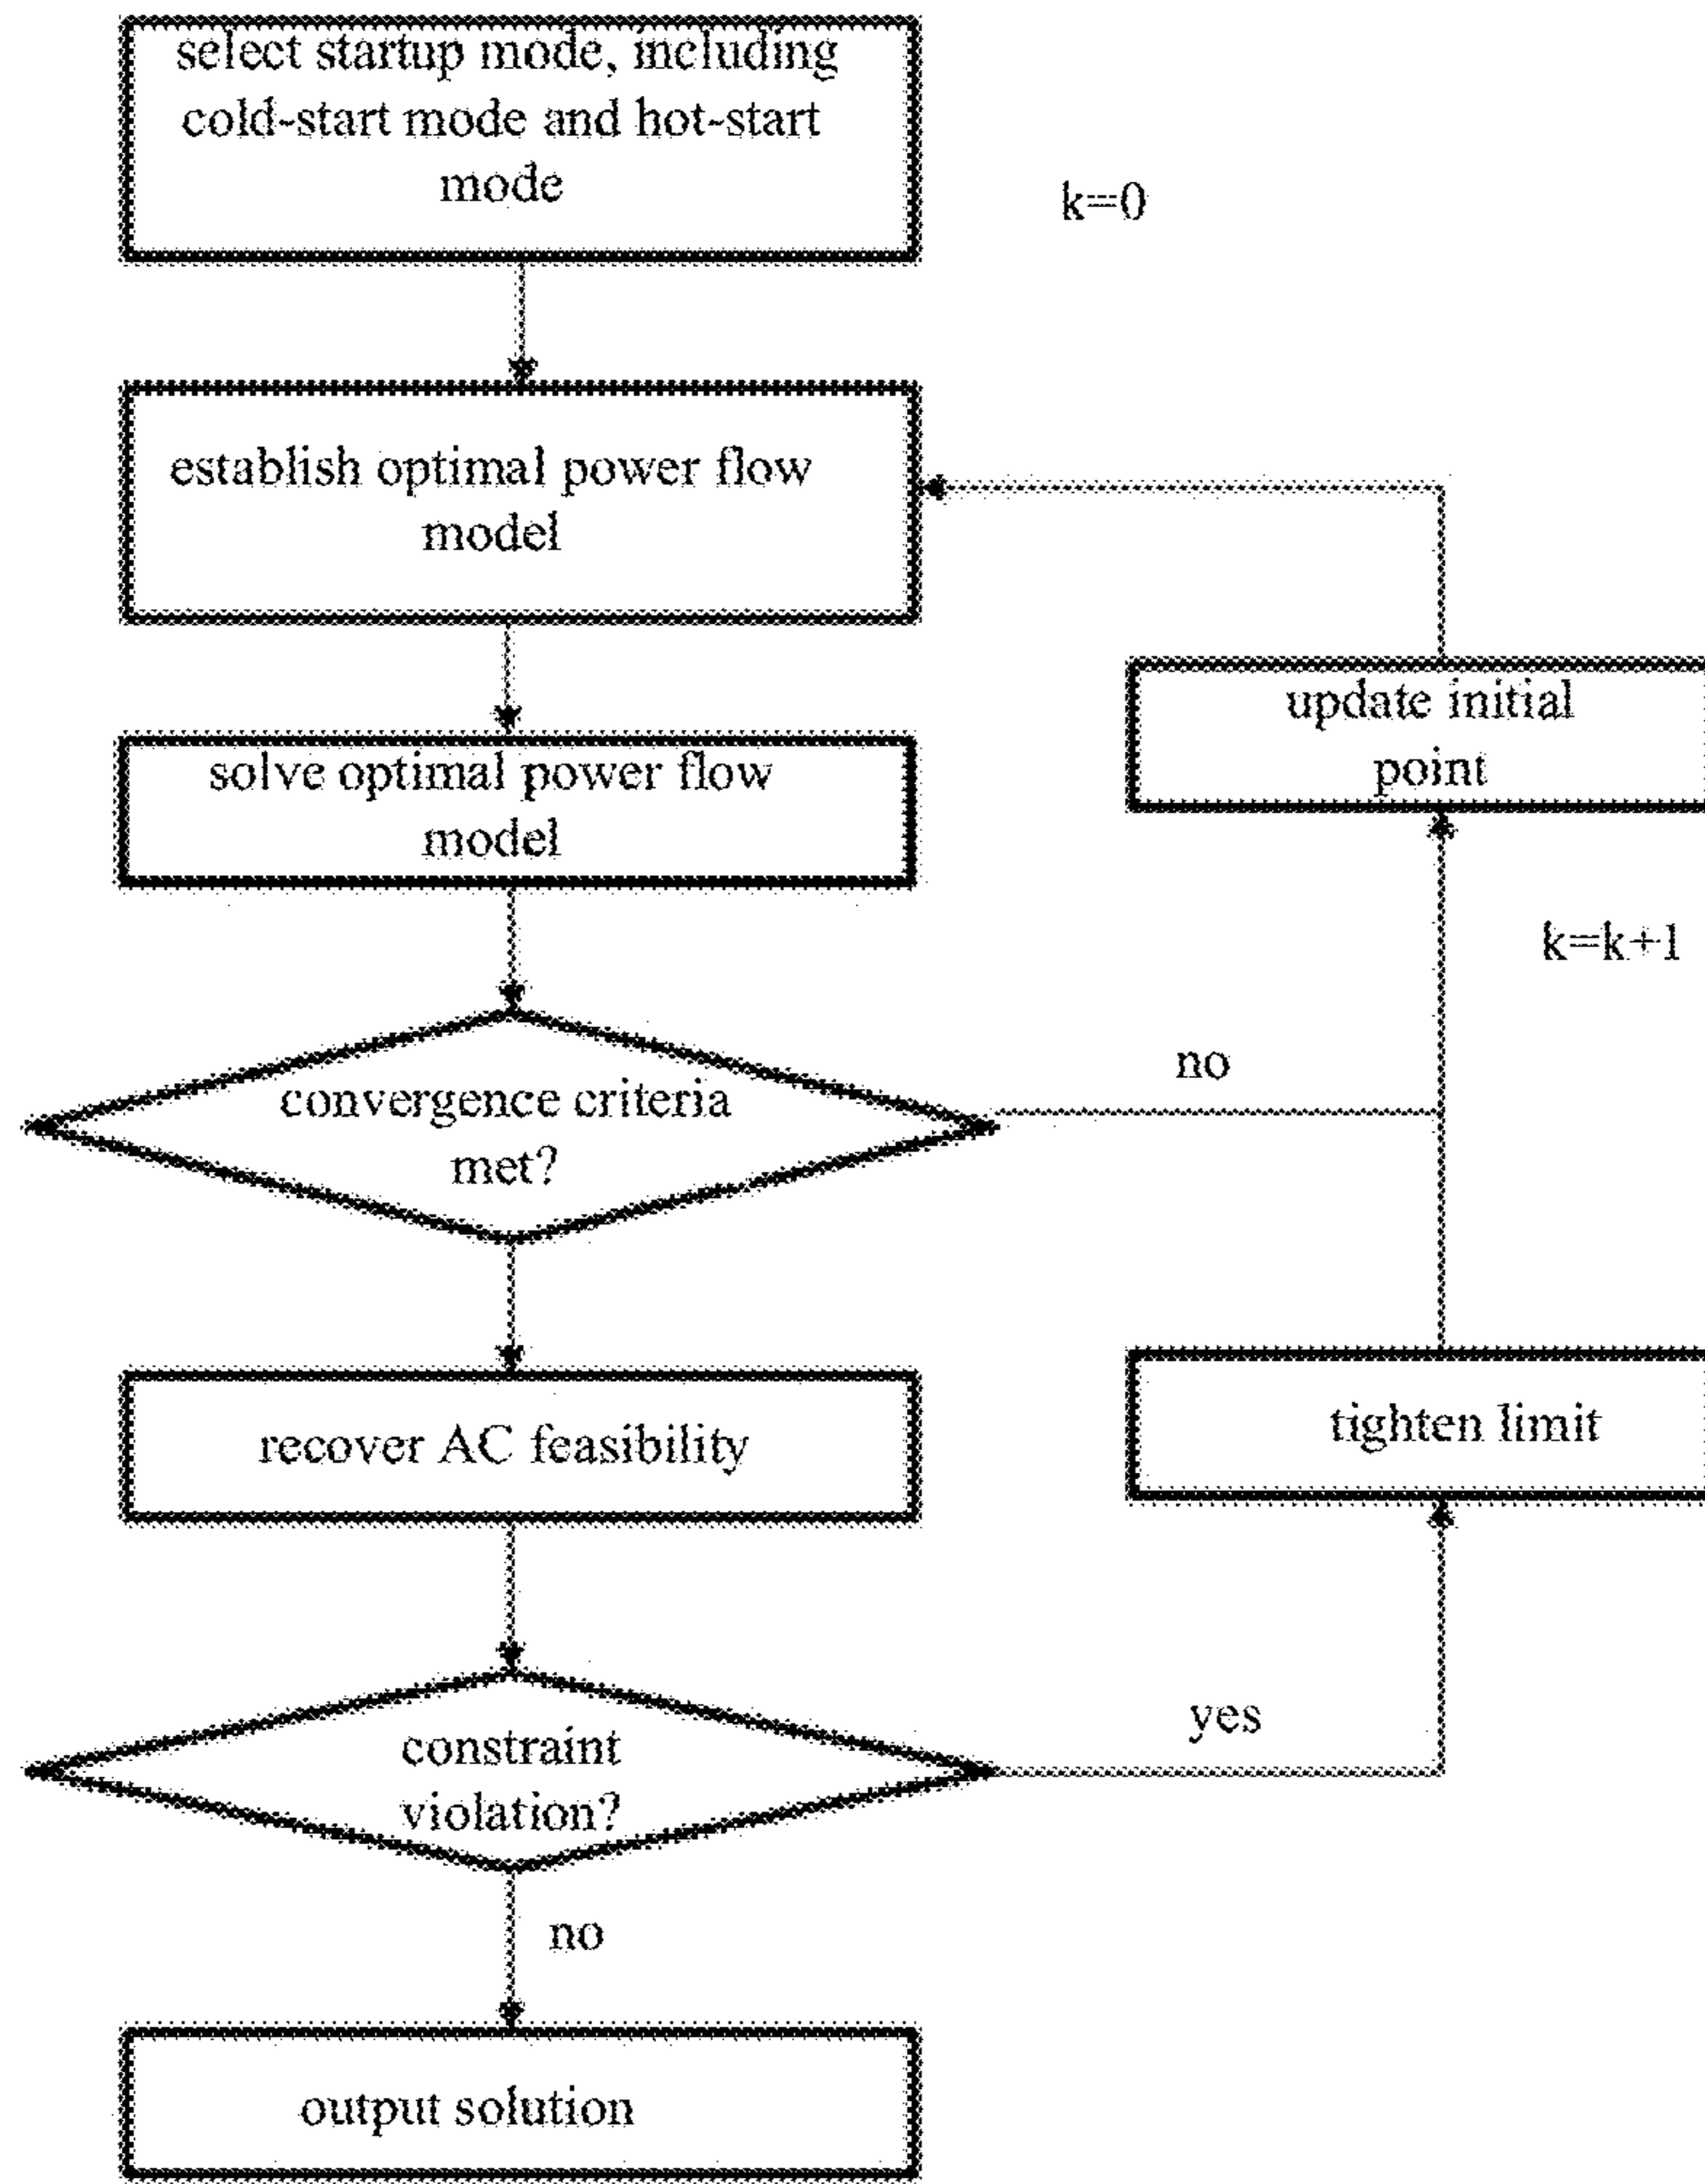 select startup mode, including
cold-start mode and hot-start
mode
k=0
establish optimal power flow
model
update initial
point
solve optimal power flow
model
k=k+1
no
convergence criteria
met?
recover AC feasibility
tighten limit
yes
constraint
violation?
no
output solution